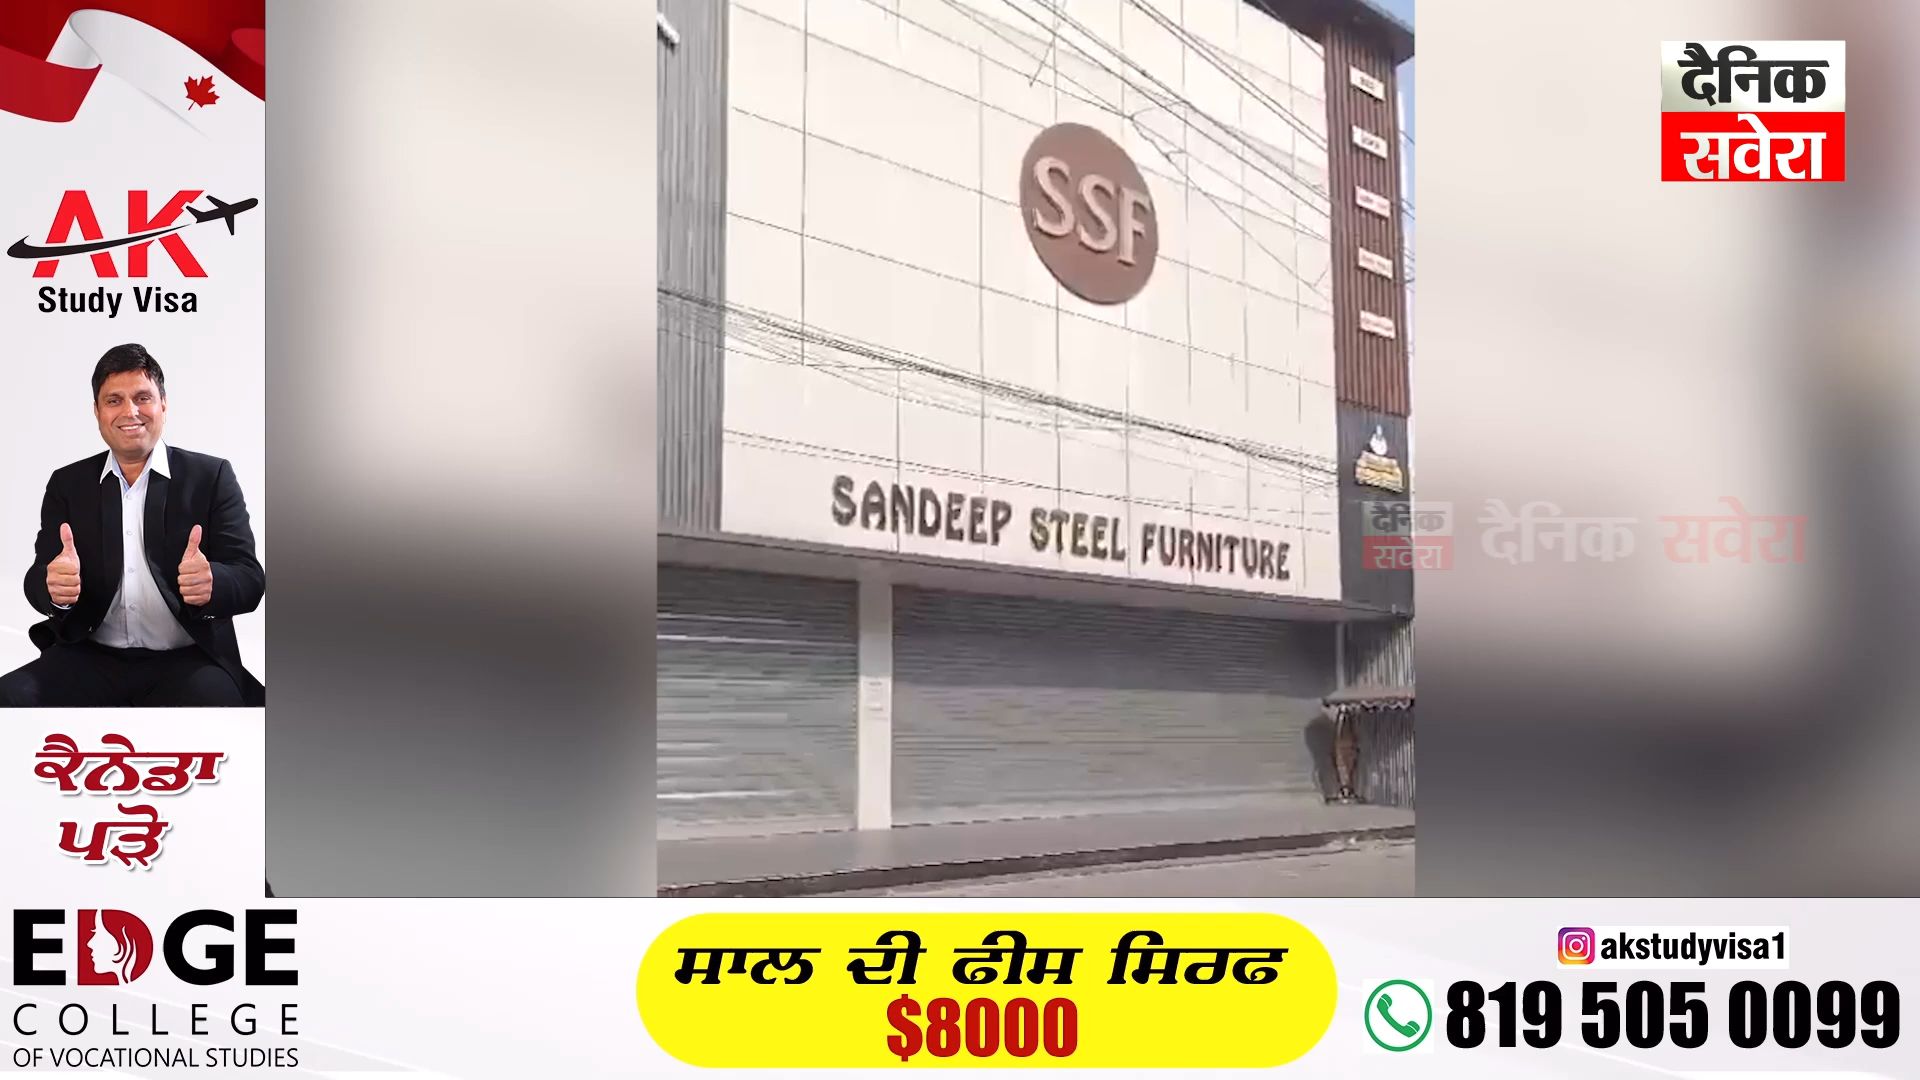 AK
Study Visa
ਕੈਨੇਡਾ
ਪੜੋ
EDGE
COLLEGE
OF VOCATIONAL STUDIES
SSF
SANDEEP STEEL FURNITURE
दैनिक
सवेरा
दैनिक
सवेरा
दैनिक सवेरा
ਸਾਲ ਦੀ ਫੀਸ ਸਿਰਫ
$8000
akstudyvisa1
819 505 0099